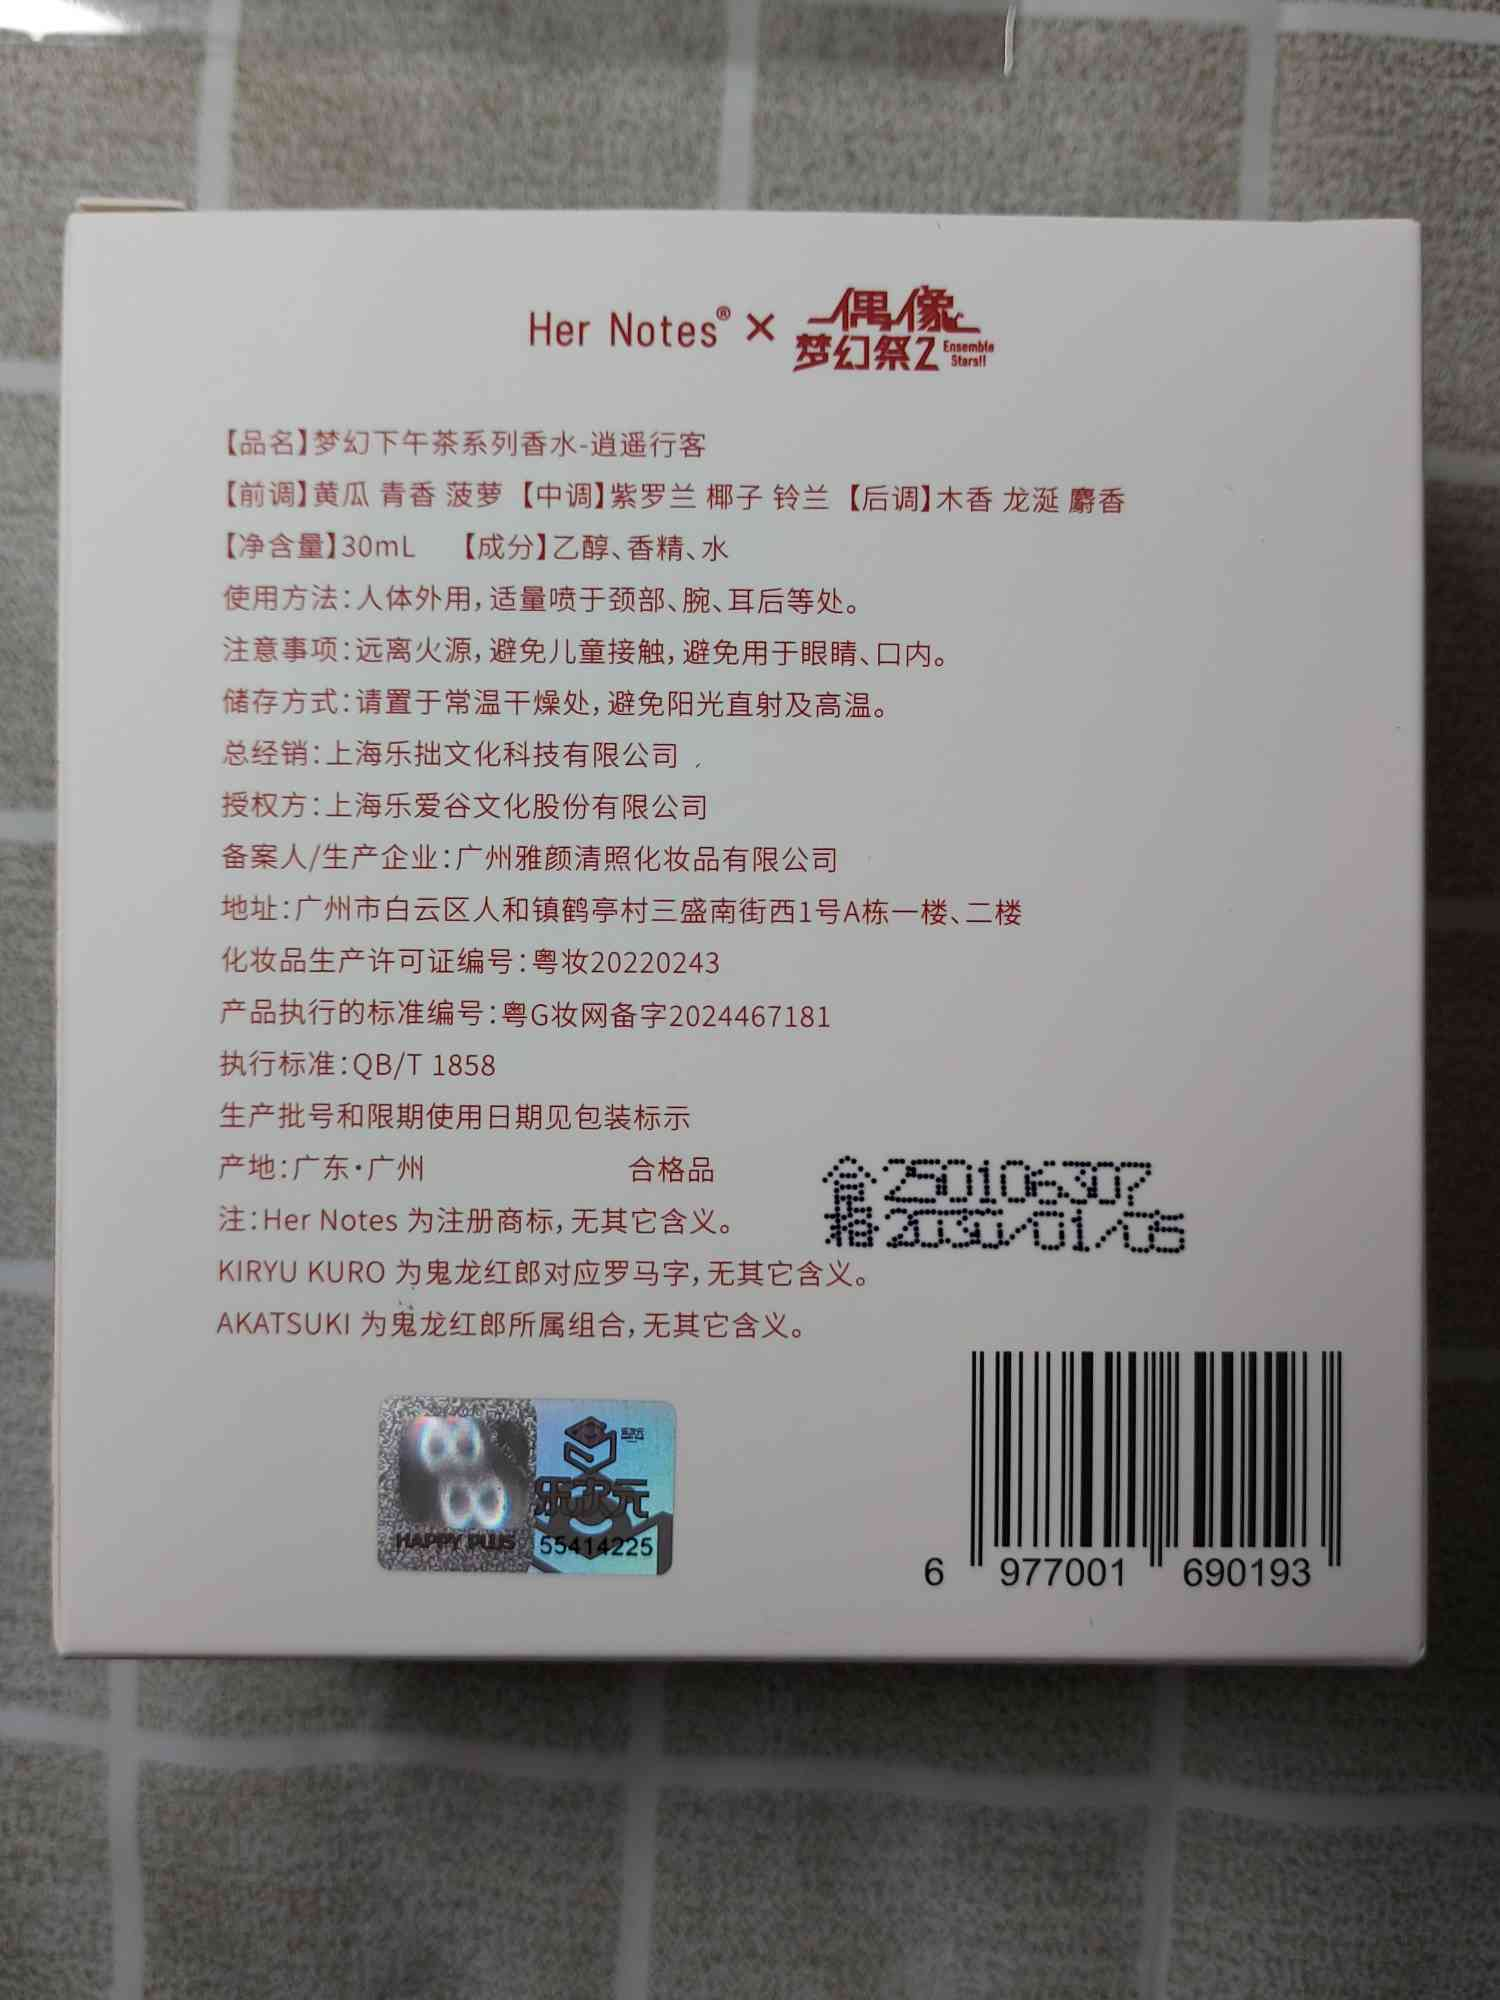 Her Notes® × 偶像梦幻祭2 Ensemble Stars!!
【品名】梦幻下午茶系列香水-逍遥行客
【前调】黄瓜 青香 菠萝 【中调】紫罗兰 椰子 铃兰 【后调】木香 龙涎 麝香
【净含量】30mL 【成分】乙醇、香精、水
使用方法：人体外用，适量喷于颈部、腕、耳后等处。
注意事项：远离火源，避免儿童接触，避免用于眼睛、口内。
储存方式：请置于常温干燥处，避免阳光直射及高温。
总经销：上海乐拙文化科技有限公司
授权方：上海乐爱谷文化股份有限公司
备案人/生产企业：广州雅颜清照化妆品有限公司
地址：广州市白云区人和镇鹤亭村三盛南街西1号A栋一楼、二楼
化妆品生产许可证编号：粤妆20220243
产品执行的标准编号：粤G妆网备字2024467181
执行标准：QB/T 1858
生产批号和限期使用日期见包装标示
产地：广东·广州 合格品
合 250106307
格 2030/01/05
注：Her Notes 为注册商标，无其它含义。
KIRYU KURO 为鬼龙红郎对应罗马字，无其它含义。
AKATSUKI 为鬼龙红郎所属组合，无其它含义。
HAPPY PLUS
乐次元
55414225
6 977001 690193